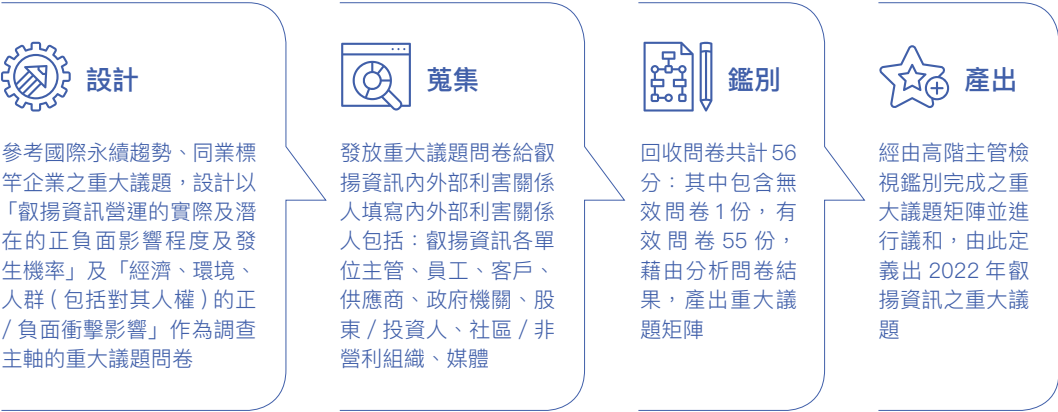 設計
參考國際永續趨勢、同業標
竿企業之重大議題，設計以
「叡揚資訊營運的實際及潛
在的正負面影響程度及發
生機率」及「經濟、環境、
人群(包括對其人權)的正
/負面衝擊影響」作為調查
主軸的重大議題問卷
蒐集
發放重大議題問卷給叡
揚資訊內外部利害關係
人填寫內外部利害關係
人包括：叡揚資訊各單
位主管、員工、客戶、
供應商、政府機關、股
東/投資人、社區/非
營利組織、媒體
鑑別
回收問卷共計 56
分：其中包含無
效問卷 1 份，有
效問卷 55 份，
藉由分析問卷結
果，產出重大議
題矩陣
產出
經由高階主管檢
視鑑別完成之重
大議題矩陣並進
行議和，由此定
義出 2022 年叡
揚資訊之重大議
題